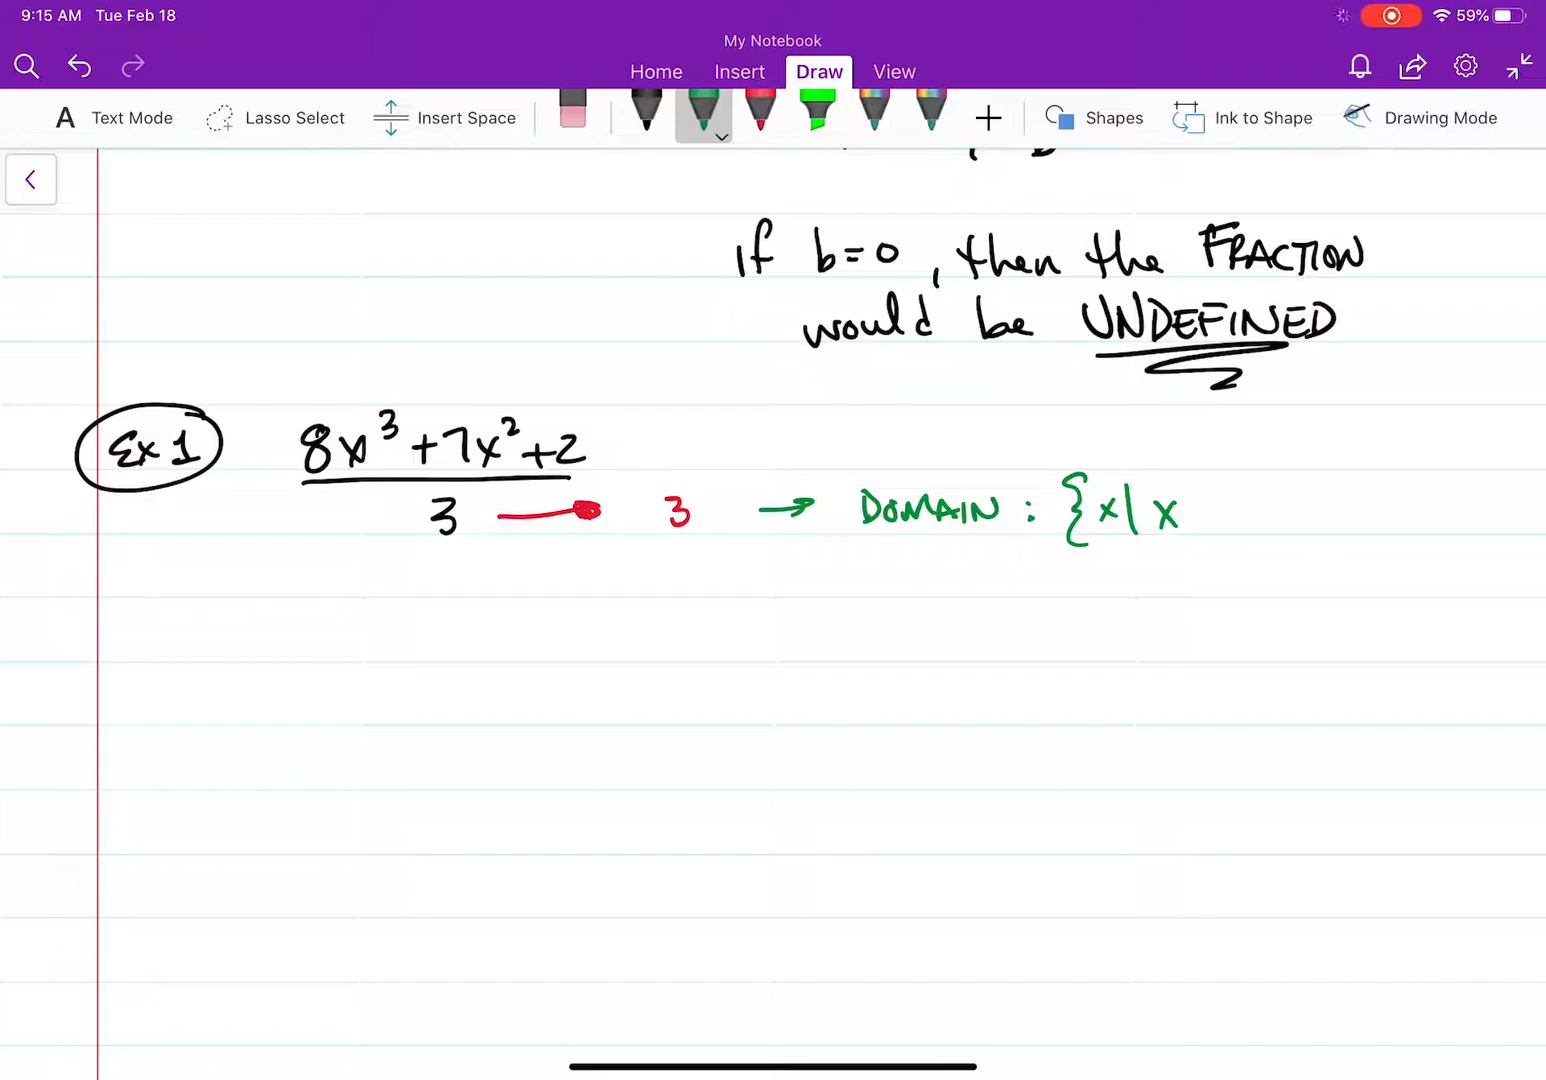 9:15 AM Tue Feb 18
59%
My Notebook
Home Insert Draw View
A Text Mode Lasso Select Insert Space Shapes Ink to Shape Drawing Mode
if b=0, then the FRACTION
would be UNDEFINED
Ex 1
8x³+7x²+2
3 3 → DOMAIN : {x|x